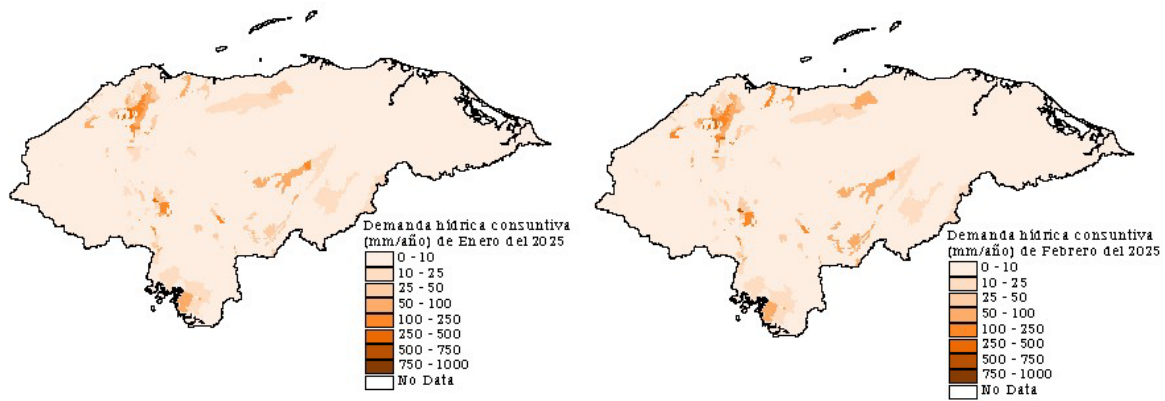 Demanda hídrica consuntiva
(mm/año) de Enero del 2025
0 - 10
10 - 25
25 - 50
50 - 100
100 - 250
250 - 500
500 - 750
750 - 1000
No Data
Demanda hídrica consuntiva
(mm/año) de Febrero del 2025
0 - 10
10 - 25
25 - 50
50 - 100
100 - 250
250 - 500
500 - 750
750 - 1000
No Data